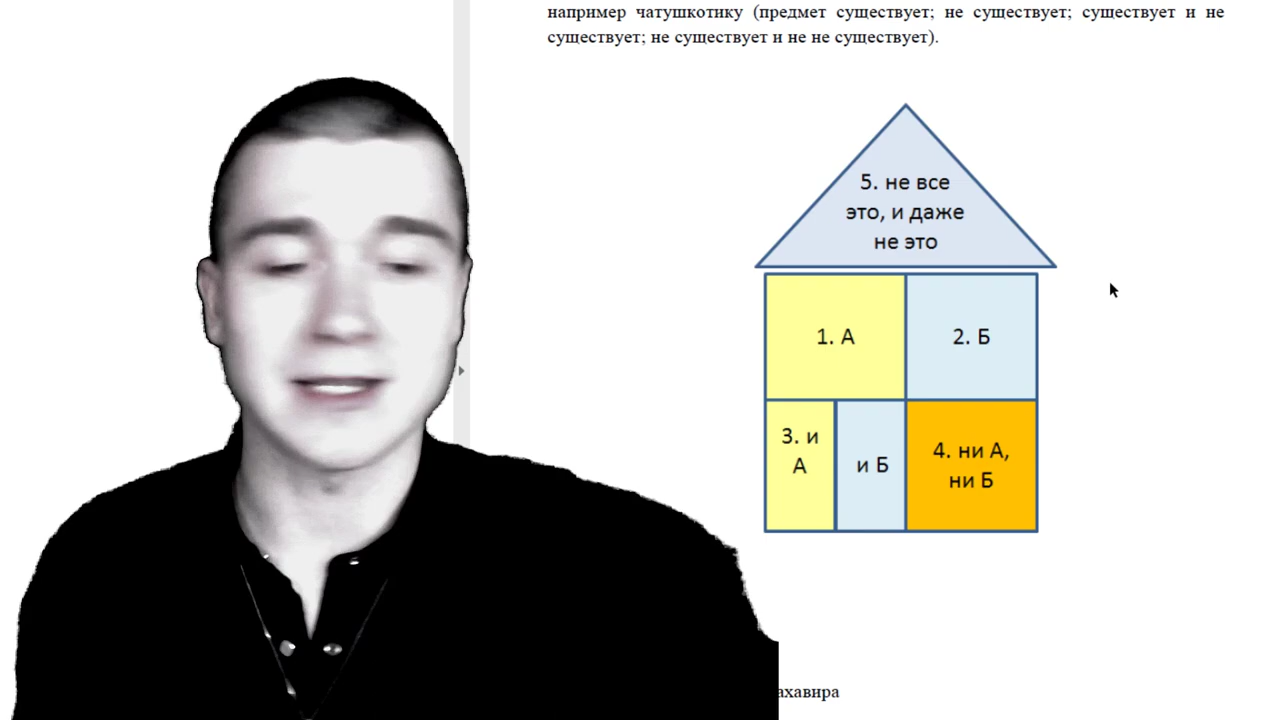 например чатушкотику (предмет существует; не существует; существует и не
существует; не существует и не не существует).
5. не все
это, и даже
не это
1. А
2. Б
3. и
А
и Б
4. ни А,
ни Б
ахавира